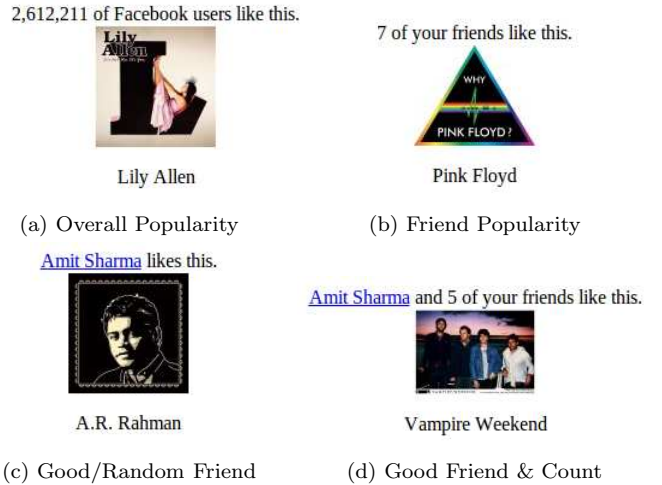 2,612,211 of Facebook users like this.
Lily
Allen
Lily Allen
(a) Overall Popularity
7 of your friends like this.
WHY
PINK FLOYD?
Pink Floyd
(b) Friend Popularity
Amit Sharma likes this.
A.R. Rahman
(c) Good/Random Friend
Amit Sharma and 5 of your friends like this.
VAMPIRE WEEKEND
Vampire Weekend
(d) Good Friend & Count